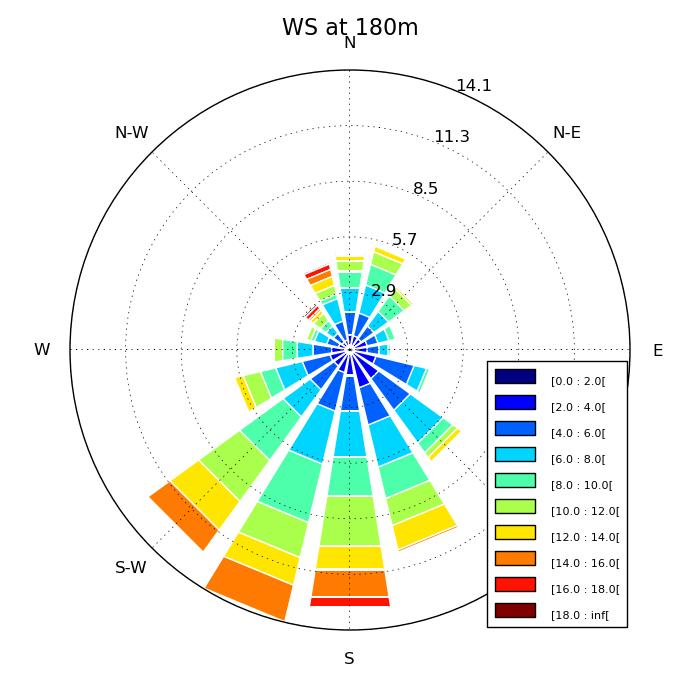 WS at 180m
N
14.1
N-W
N-E
11.3
8.5
5.7
2.9
W
E
[0.0 : 2.0[
[2.0 : 4.0[
[4.0 : 6.0[
[6.0 : 8.0[
[8.0 : 10.0[
[10.0 : 12.0[
[12.0 : 14.0[
[14.0 : 16.0[
[16.0 : 18.0[
[18.0 : inf[
S-W
S